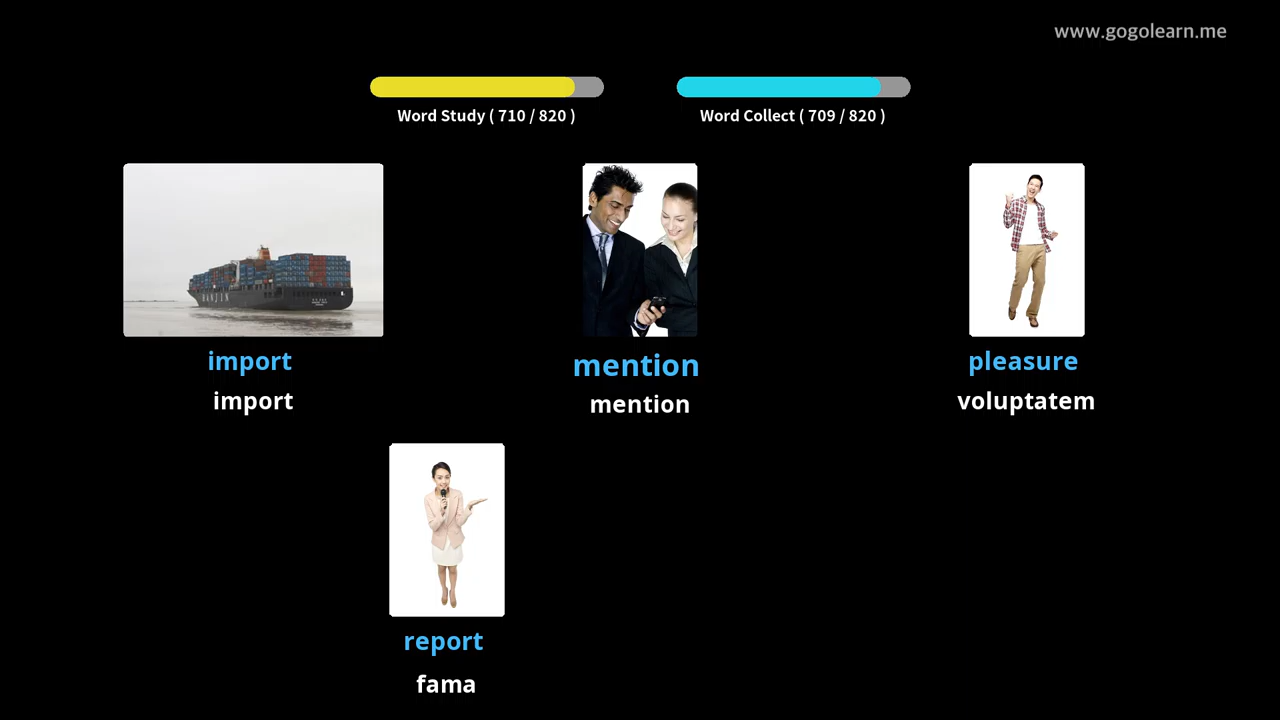 www.gogolearn.me
Word Study ( 710 / 820 )
Word Collect ( 709 / 820 )
import
import
mention
mention
pleasure
voluptatem
report
fama